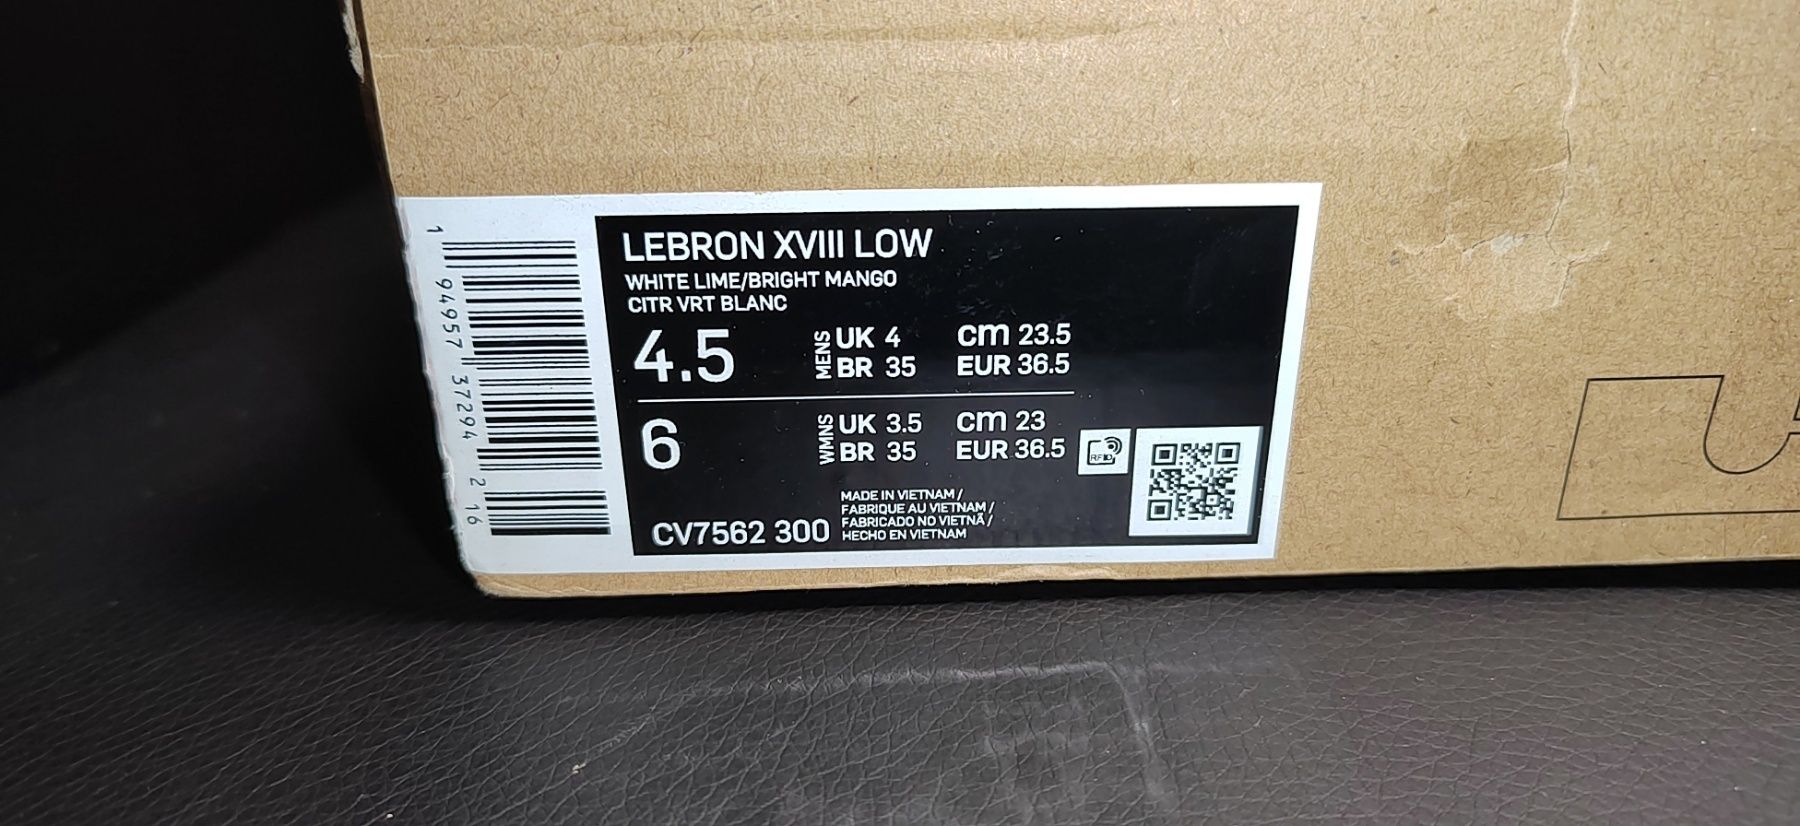 LEBRON XVIII LOW
WHITE LIME/BRIGHT MANGO
CITR VRT BLANC
4.5 MENS UK 4 cm 23.5
BR 35 EUR 36.5
6 WMNS UK 3.5 cm 23
BR 35 EUR 36.5
RFID
CV7562 300
MADE IN VIETNAM /
FABRIQUE AU VIETNAM /
FABRICADO NO VIETNÃ /
HECHO EN VIETNAM
1 94957 37294 2 16